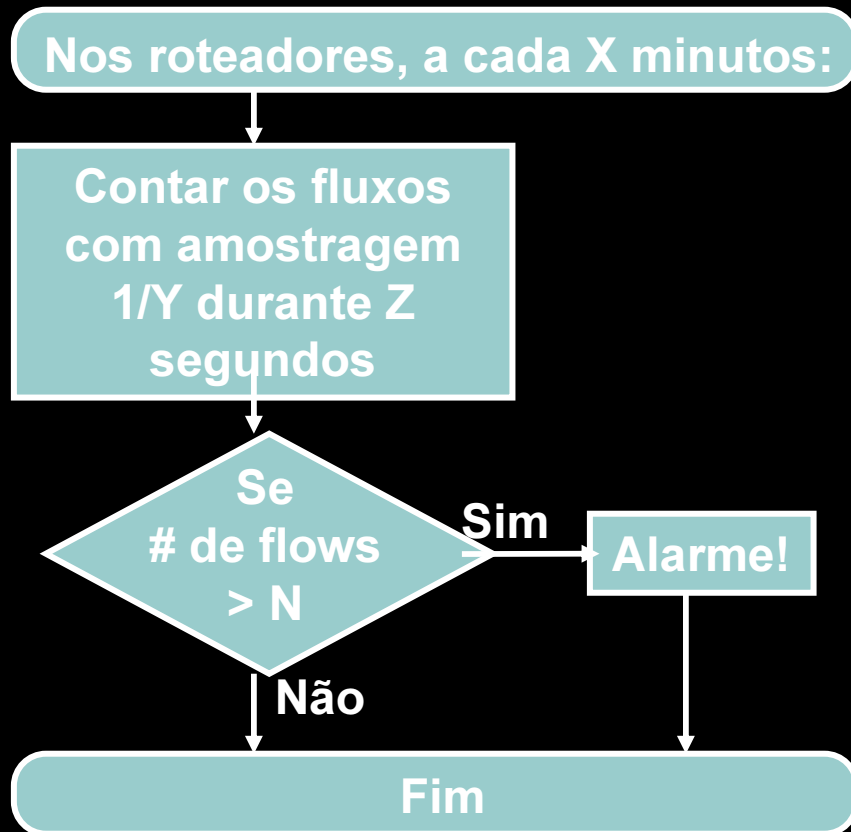 Nos roteadores, a cada X minutos:
Contar os fluxos
com amostragem
1/Y durante Z
segundos
Se
# de flows
> N
Sim
Alarme!
Não
Fim